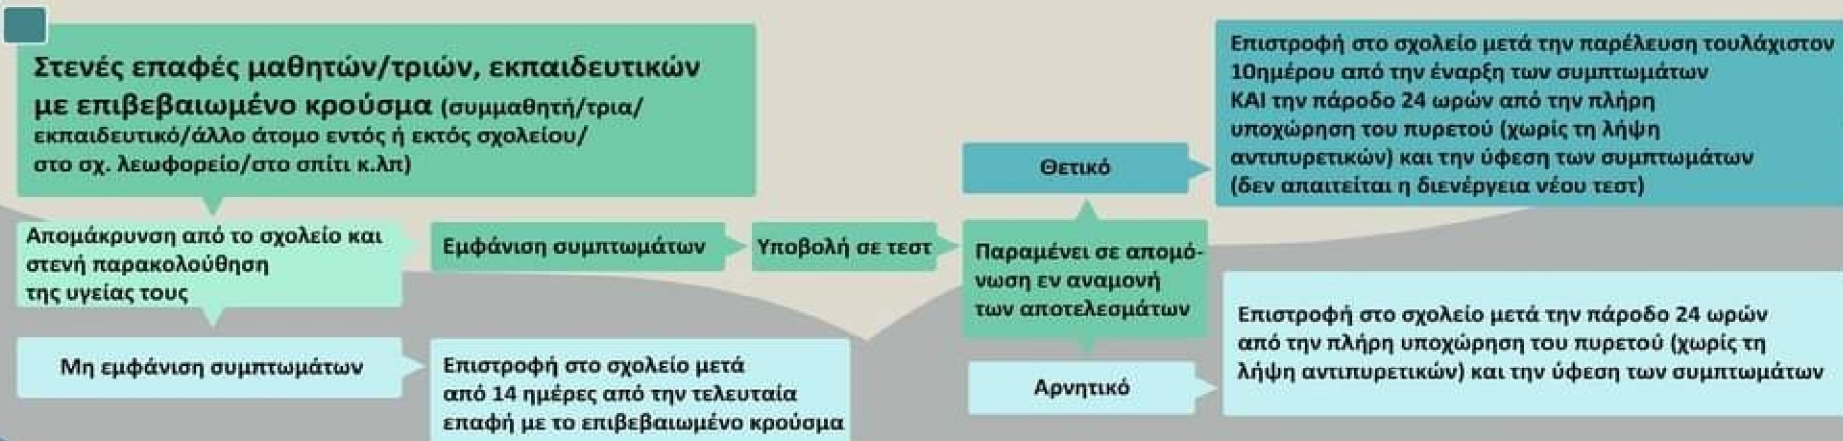 Στενές επαφές μαθητών/τριών, εκπαιδευτικών
με επιβεβαιωμένο κρούσμα (συμμαθητή/τρια/
εκπαιδευτικό/άλλο άτομο εντός ή εκτός σχολείου/
στο σχ. λεωφορείο/στο σπίτι κ.λπ)
Απομάκρυνση από το σχολείο και
στενή παρακολούθηση
της υγείας τους
Εμφάνιση συμπτωμάτων
Υποβολή σε τεστ
Παραμένει σε απομό-
νωση εν αναμονή
των αποτελεσμάτων
Θετικό
Επιστροφή στο σχολείο μετά την παρέλευση τουλάχιστον
10ημέρου από την έναρξη των συμπτωμάτων
ΚΑΙ την πάροδο 24 ωρών από την πλήρη
υποχώρηση του πυρετού (χωρίς τη λήψη
αντιπυρετικών) και την ύφεση των συμπτωμάτων
(δεν απαιτείται η διενέργεια νέου τεστ)
Μη εμφάνιση συμπτωμάτων
Επιστροφή στο σχολείο μετά
από 14 ημέρες από την τελευταία
επαφή με το επιβεβαιωμένο κρούσμα
Αρνητικό
Επιστροφή στο σχολείο μετά την πάροδο 24 ωρών
από την πλήρη υποχώρηση του πυρετού (χωρίς τη
λήψη αντιπυρετικών) και την ύφεση των συμπτωμάτων